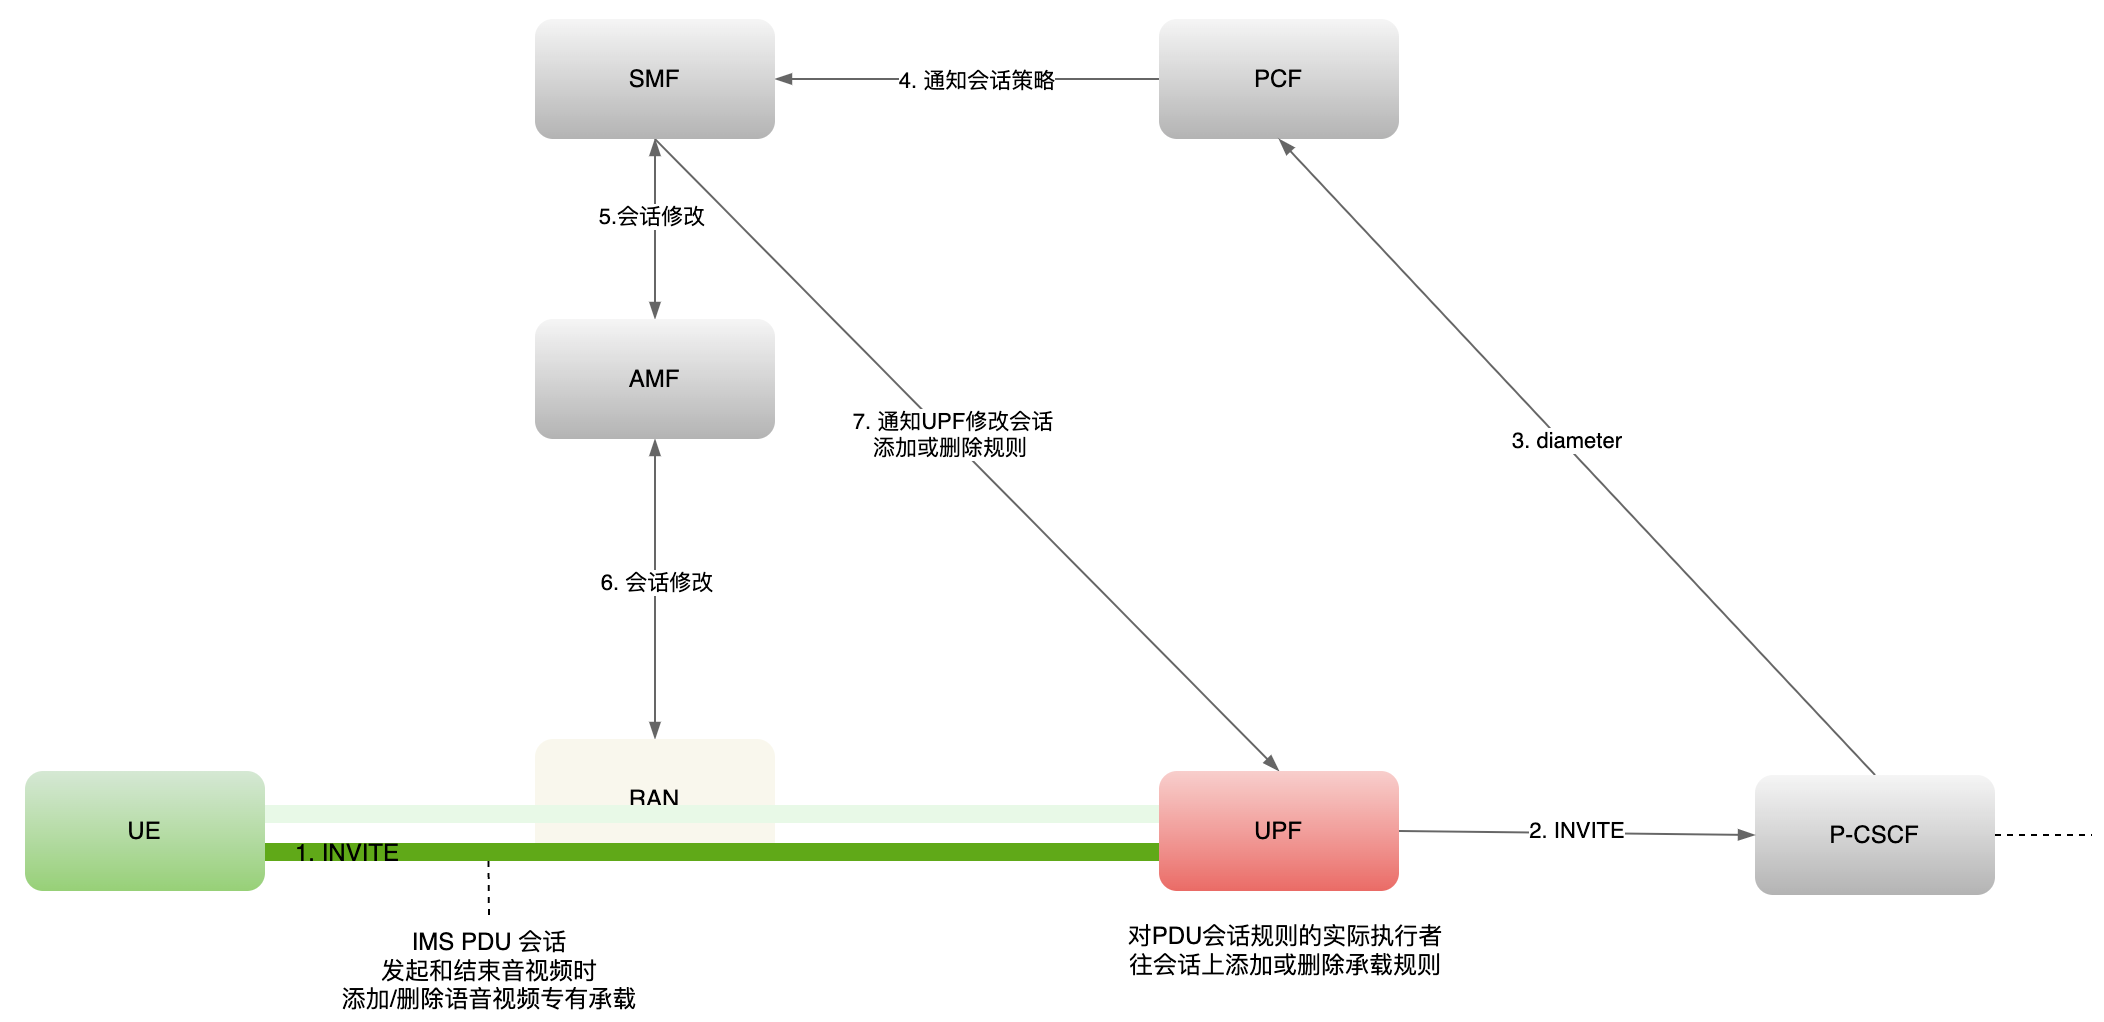 SMF
4. 通知会话策略
PCF
5.会话修改
AMF
7. 通知UPF修改会话
添加或删除规则
3. diameter
6. 会话修改
RAN
UE
1. INVITE
UPF
2. INVITE
P-CSCF
IMS PDU 会话
发起和结束音视频时
添加/删除语音视频专有承载
对PDU会话规则的实际执行者
往会话上添加或删除承载规则